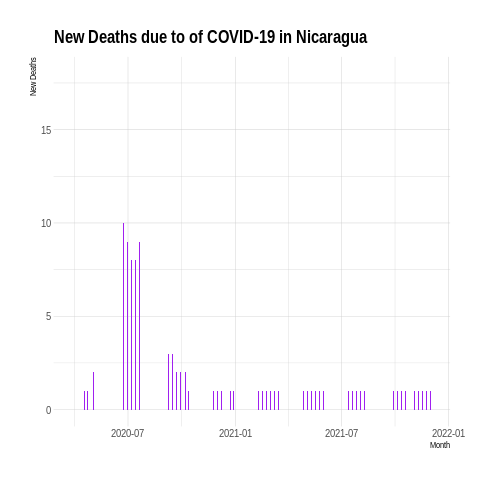 New Deaths due to of COVID-19 in Nicaragua
New Deaths
15
10
5
0
2020-07
2021-01
2021-07
2022-01
Month